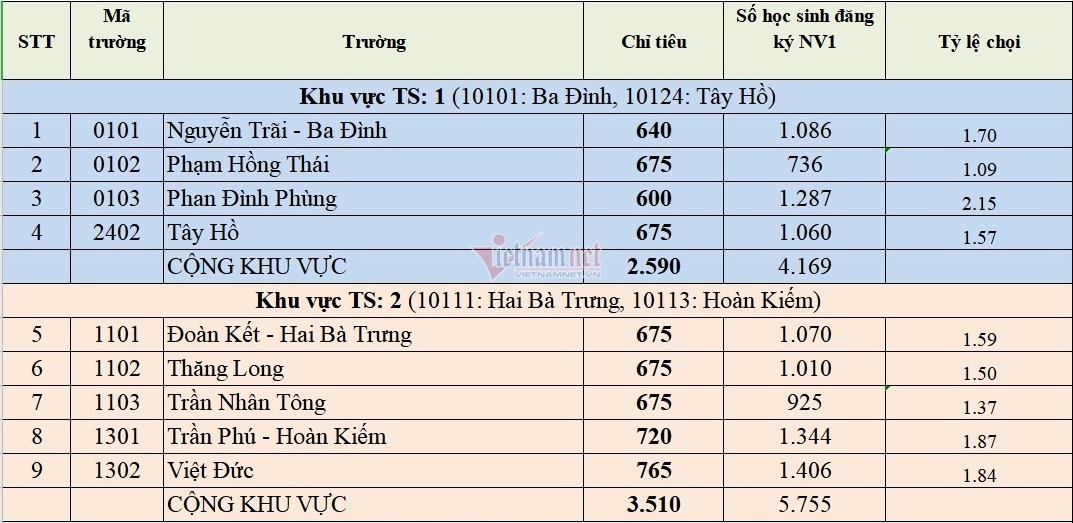 STT Mã trường Trường Chỉ tiêu Số học sinh đăng ký NV1 Tỷ lệ chọi
Khu vực TS: 1 (10101: Ba Đình, 10124: Tây Hồ)
1 0101 Nguyễn Trãi - Ba Đình 640 1.086 1.70
2 0102 Phạm Hồng Thái 675 736 1.09
3 0103 Phan Đình Phùng 600 1.287 2.15
4 2402 Tây Hồ 675 1.060 1.57
CỘNG KHU VỰC 2.590 4.169
Vietnamnet
VIETNAMNET.VN
Khu vực TS: 2 (10111: Hai Bà Trưng, 10113: Hoàn Kiếm)
5 1101 Đoàn Kết - Hai Bà Trưng 675 1.070 1.59
6 1102 Thăng Long 675 1.010 1.50
7 1103 Trần Nhân Tông 675 925 1.37
8 1301 Trần Phú - Hoàn Kiếm 720 1.344 1.87
9 1302 Việt Đức 765 1.406 1.84
CỘNG KHU VỰC 3.510 5.755